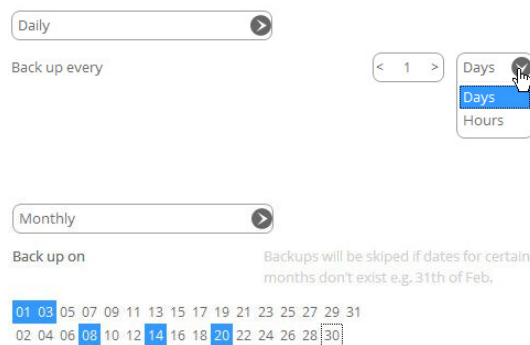 Daily
Back up every < 1 > Days
Days
Hours
Monthly
Back up on Backups will be skiped if dates for certain
months don't exist e.g. 31th of Feb.
01 03 05 07 09 11 13 15 17 19 21 23 25 27 29 31
02 04 06 08 10 12 14 16 18 20 22 24 26 28 30